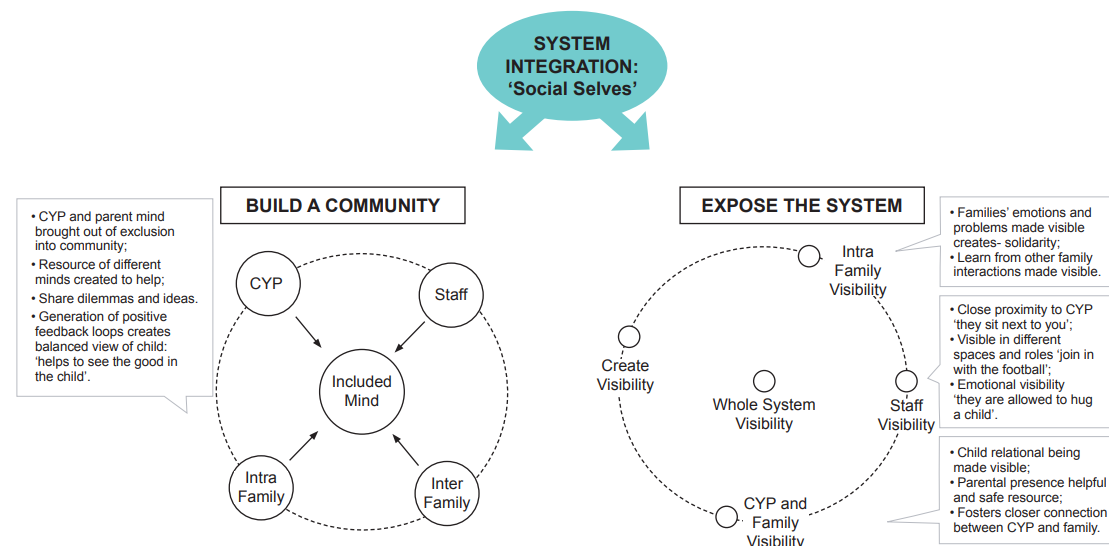 SYSTEM
INTEGRATION:
‘Social Selves’
BUILD A COMMUNITY
• CYP and parent mind
brought out of exclusion
into community;
• Resource of different
minds created to help;
• Share dilemmas and ideas.
• Generation of positive
feedback loops creates
balanced view of child:
‘helps to see the good in
the child’.
CYP
Staff
Included
Mind
Intra
Family
Inter
Family
EXPOSE THE SYSTEM
Intra
Family
Visibility
Create
Visibility
Whole System
Visibility
Staff
Visibility
CYP and
Family
Visibility
• Families’ emotions and
problems made visible
creates- solidarity;
• Learn from other family
interactions made visible.
• Close proximity to CYP
‘they sit next to you’;
• Visible in different
spaces and roles ‘join in
with the football’;
• Emotional visibility
‘they are allowed to hug
a child’.
• Child relational being
made visible;
• Parental presence helpful
and safe resource;
• Fosters closer connection
between CYP and family.